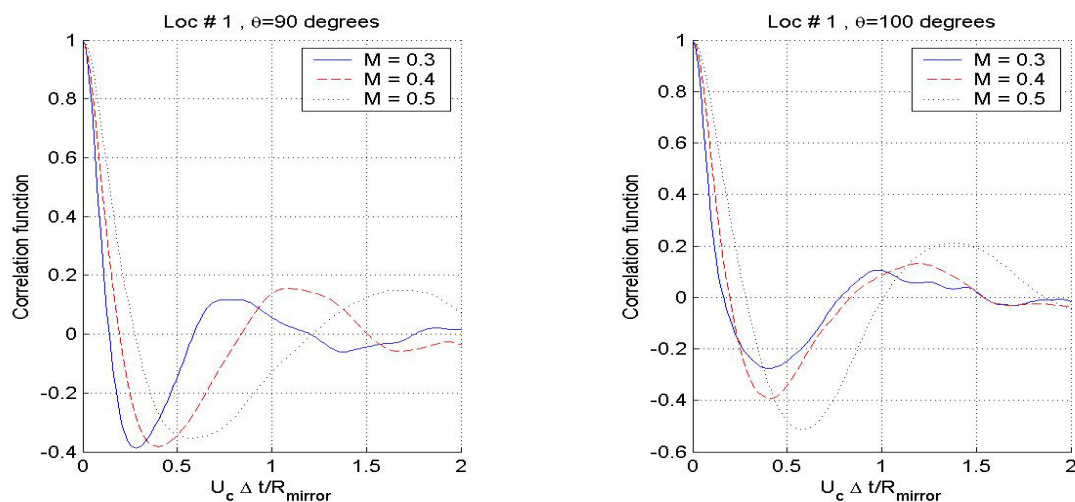 Loc # 1 , θ=90 degrees
M = 0.3
M = 0.4
M = 0.5
Correlation function
1
0.8
0.6
0.4
0.2
0
-0.2
-0.4
0
0.5
1
1.5
2
U_c Δ t/R_mirror
Loc # 1 , θ=100 degrees
M = 0.3
M = 0.4
M = 0.5
Correlation function
1
0.8
0.6
0.4
0.2
0
-0.2
-0.4
-0.6
0
0.5
1
1.5
2
U_c Δ t/R_mirror